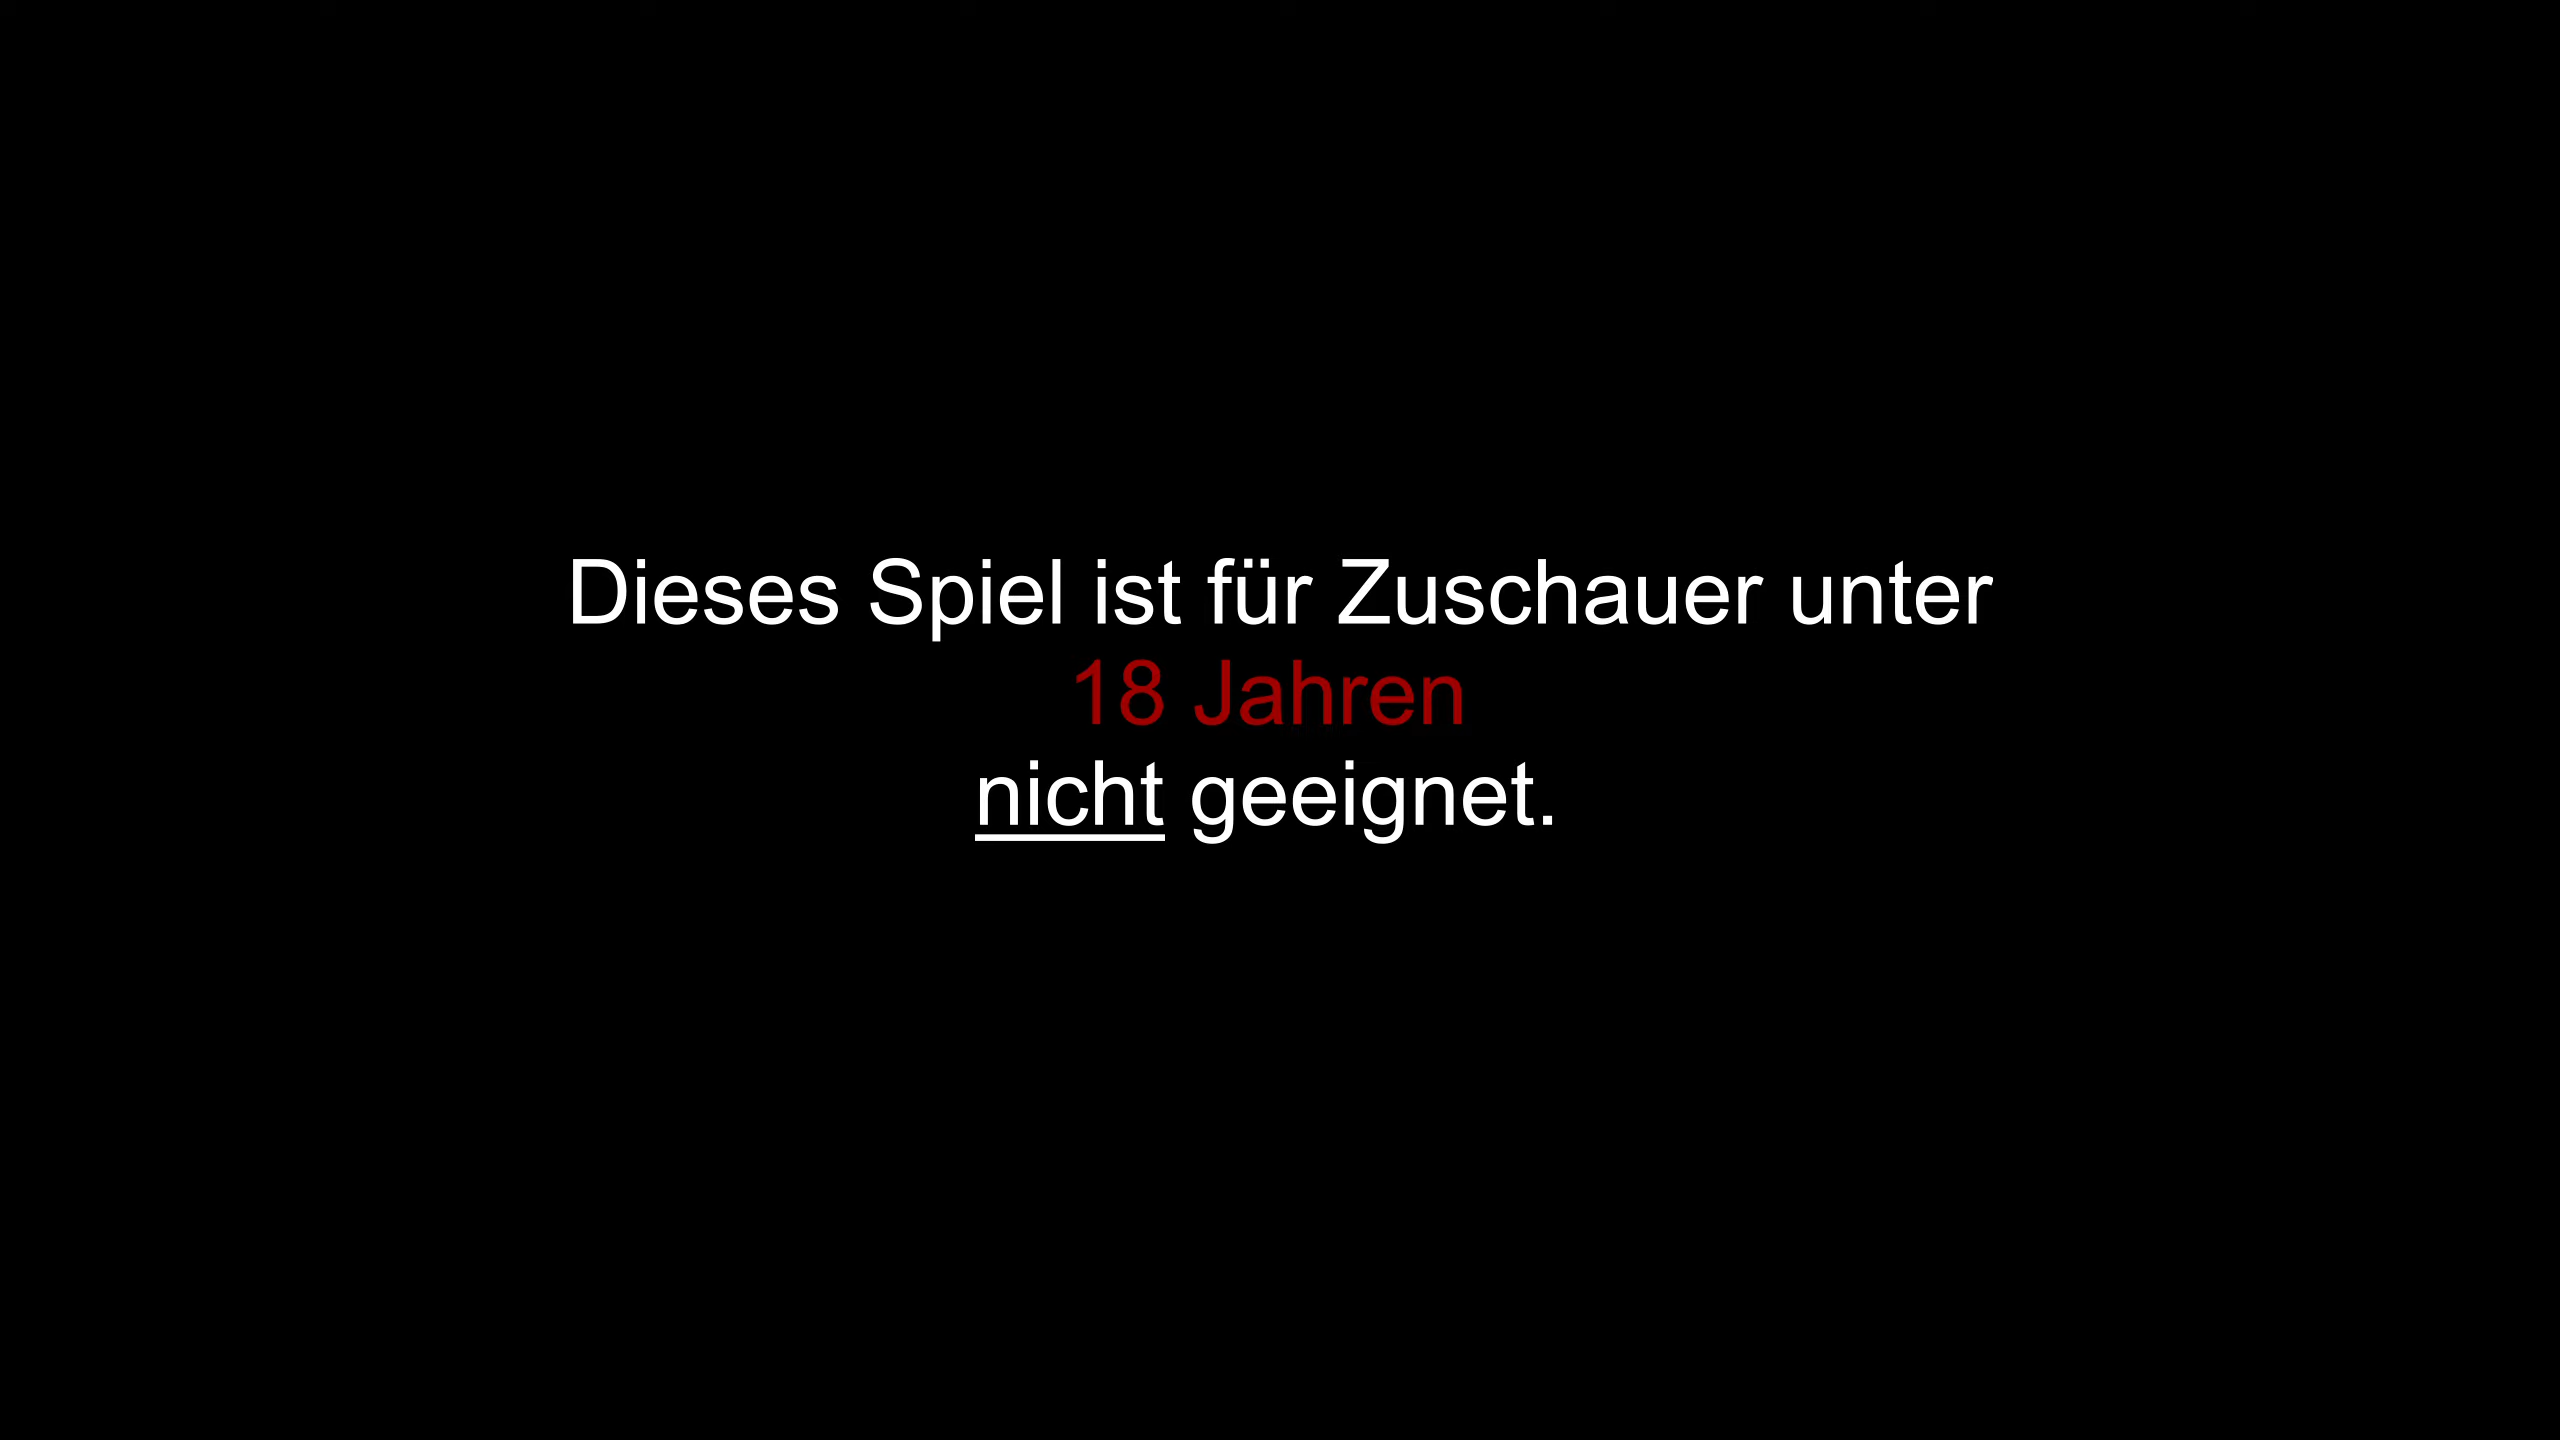 Dieses Spiel ist für Zuschauer unter
18 Jahren
nicht geeignet.